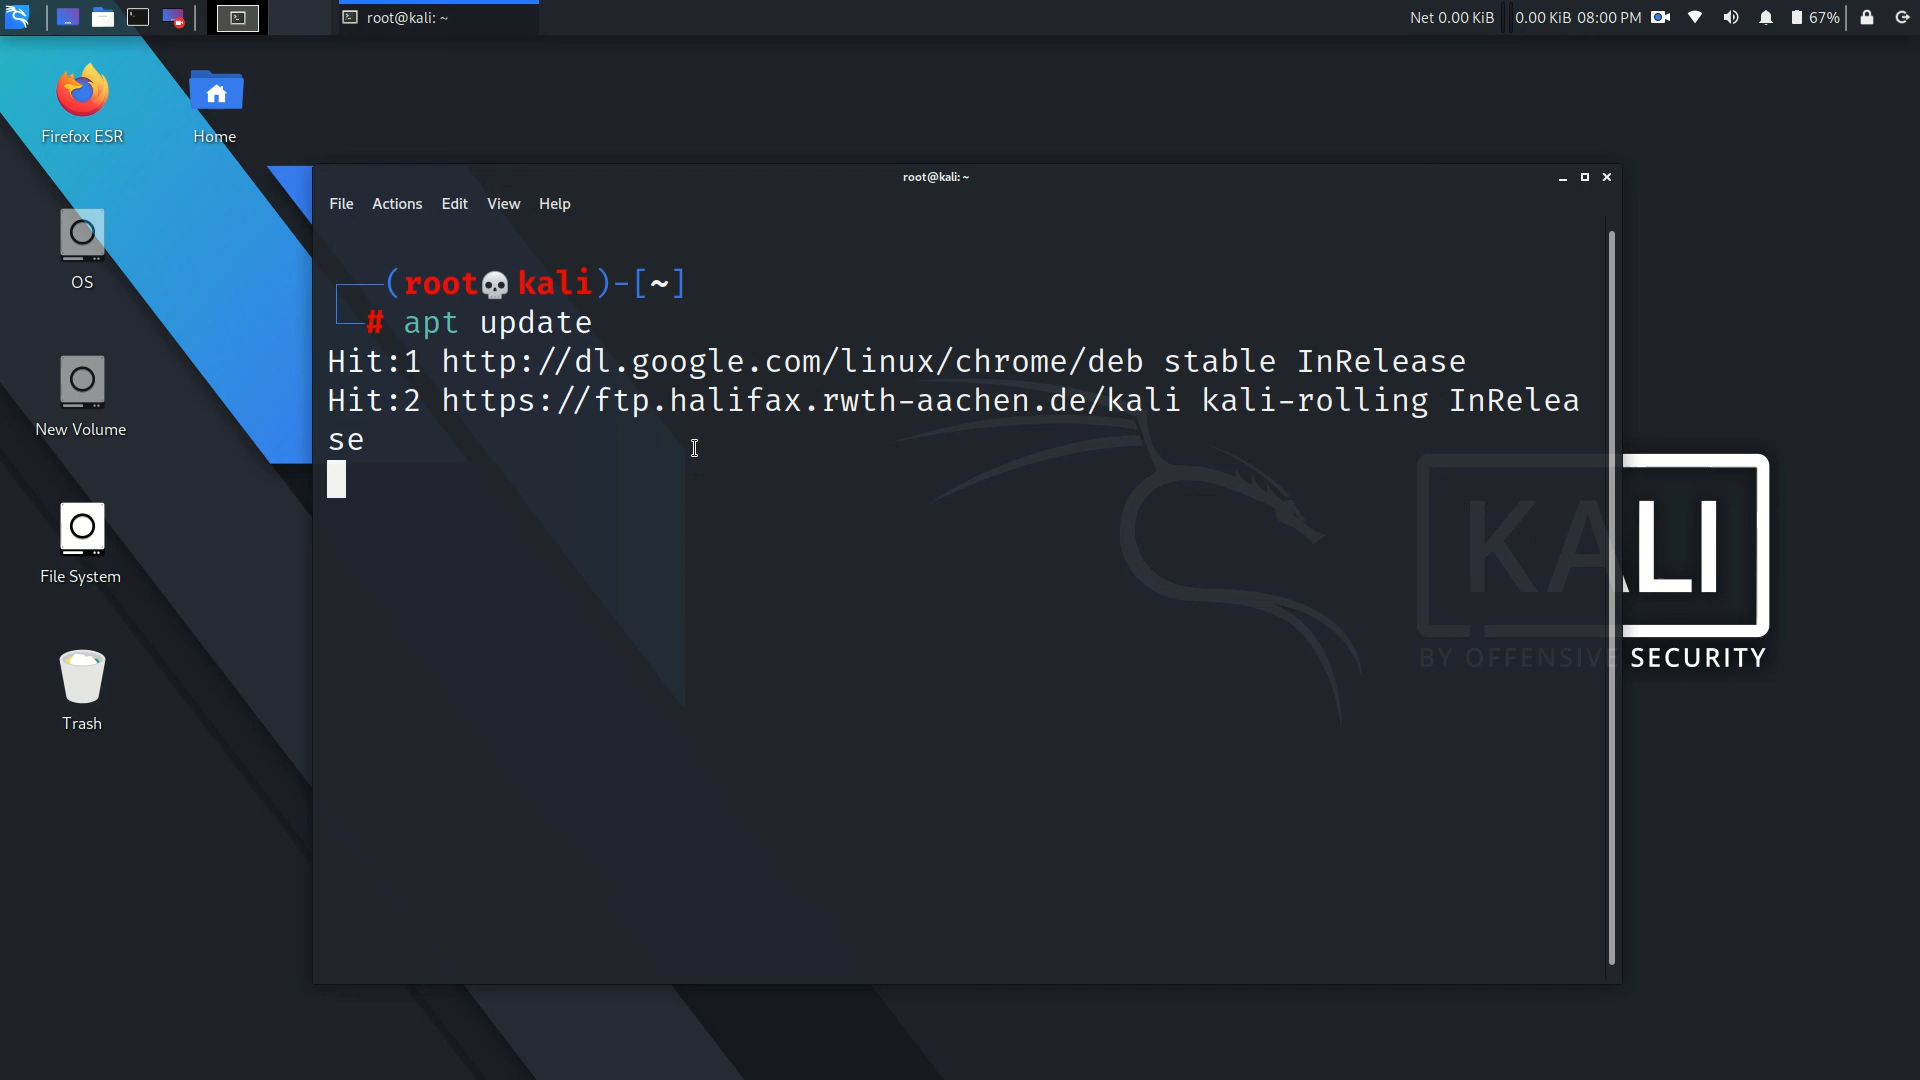 root@kali: ~
Net 0.00 KiB 0.00 KiB 08:00 PM 67%
Firefox ESR
Home
OS
New Volume
File System
Trash
root@kali: ~
File Actions Edit View Help
(root💀kali)-[~]
# apt update
Hit:1 http://dl.google.com/linux/chrome/deb stable InRelease
Hit:2 https://ftp.halifax.rwth-aachen.de/kali kali-rolling InRelea
se
KALI
BY OFFENSIVE SECURITY